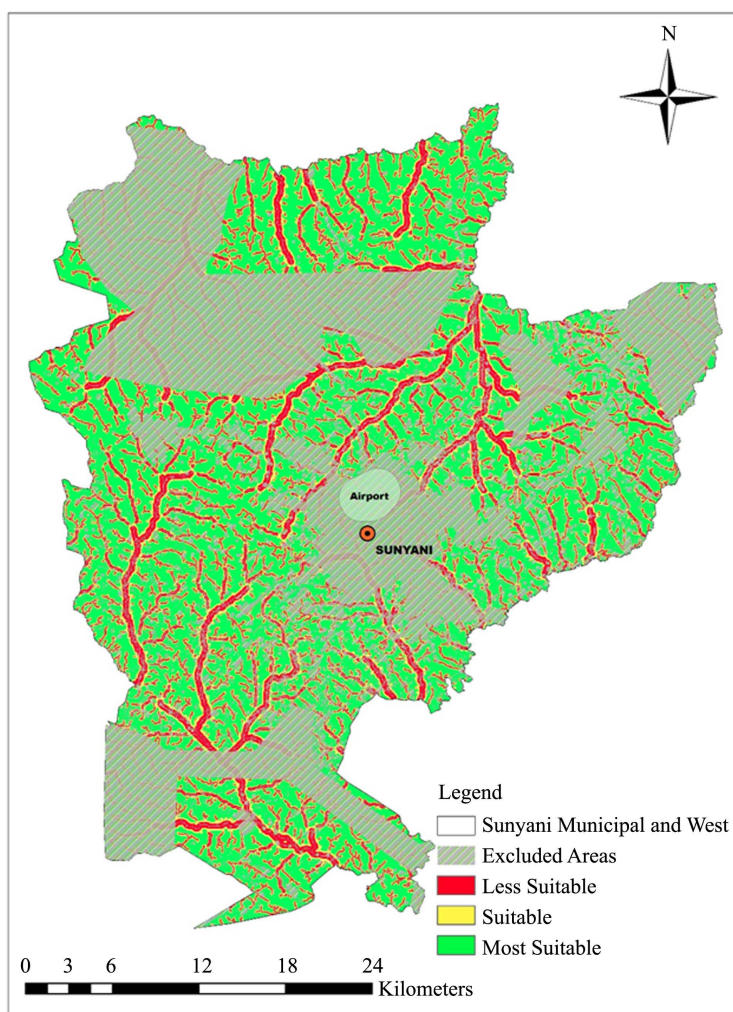 N
Airport
SUNYANI
Legend
Sunyani Municipal and West
Excluded Areas
Less Suitable
Suitable
Most Suitable
0 3 6 12 18 24
Kilometers